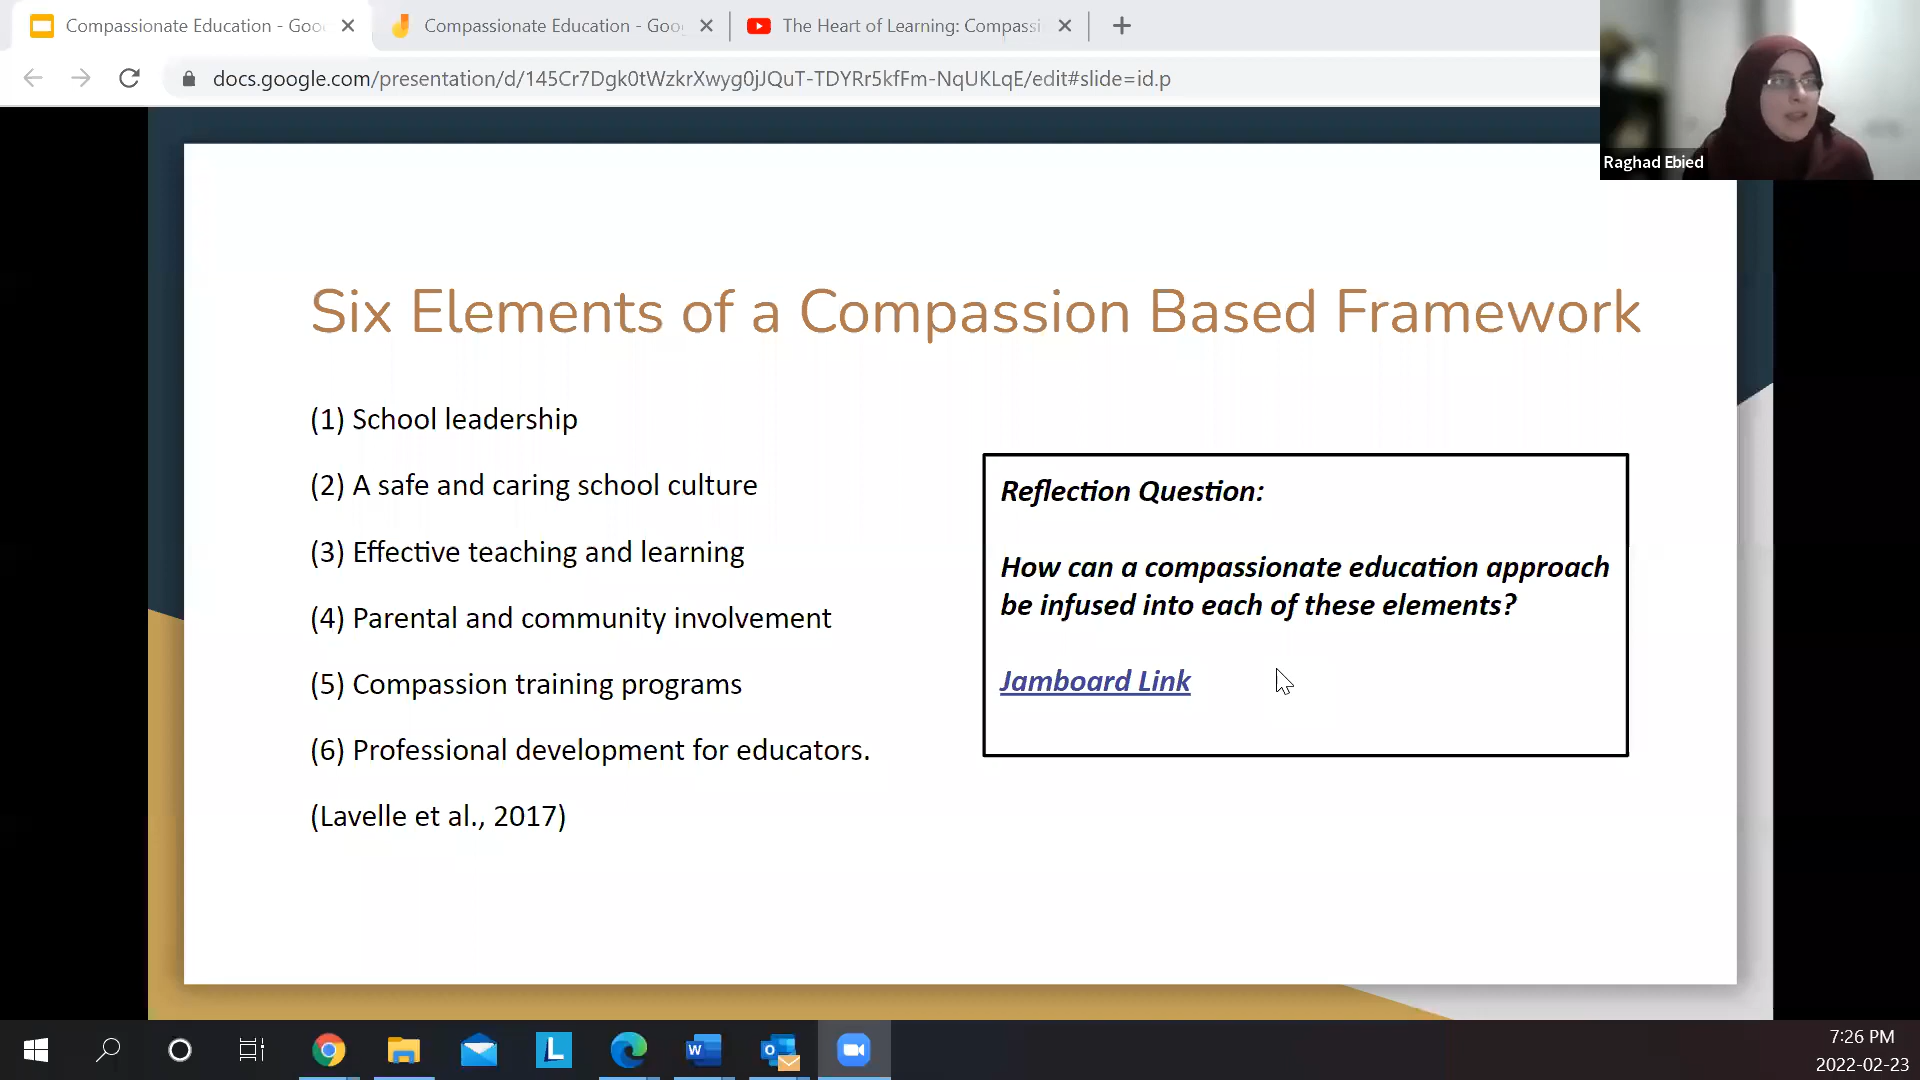 Compassionate Education - Goo
Compassionate Education - Goo
The Heart of Learning: Compassi
docs.google.com/presentation/d/145Cr7Dgk0tWzkrXwyg0jJQuT-TDYRr5kfFm-NqUKLqE/edit#slide=id.p
Raghad Ebied
Six Elements of a Compassion Based Framework
(1) School leadership
(2) A safe and caring school culture
(3) Effective teaching and learning
(4) Parental and community involvement
(5) Compassion training programs
(6) Professional development for educators.
(Lavelle et al., 2017)
Reflection Question:
How can a compassionate education approach
be infused into each of these elements?
Jamboard Link
7:26 PM
2022-02-23